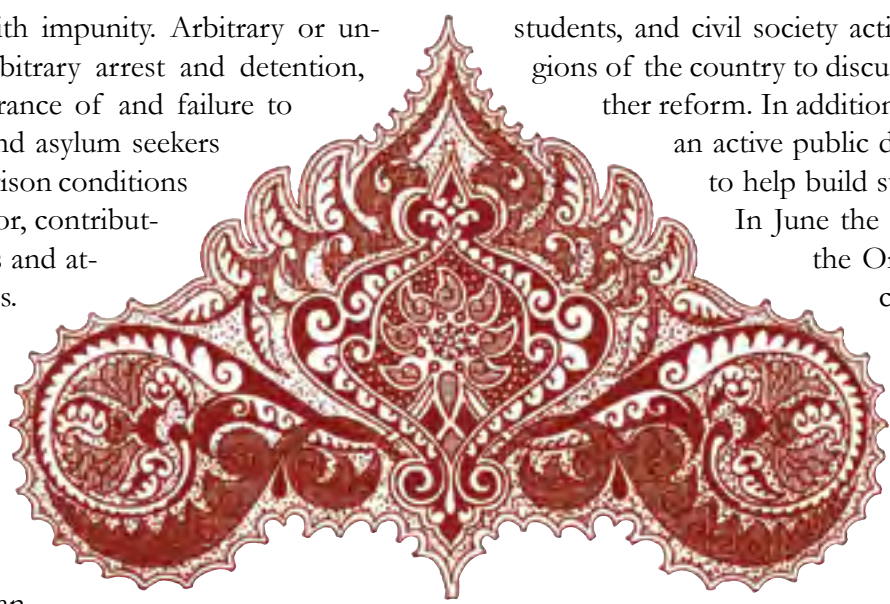 ith impunity. Arbitrary or un-
bitrary arrest and detention,
rance of and failure to
nd asylum seekers
ison conditions
or, contribut-
s and at-
s.
an
students, and civil society acti
gions of the country to discu
ther reform. In addition
an active public d
to help build s
In June the
the O
c